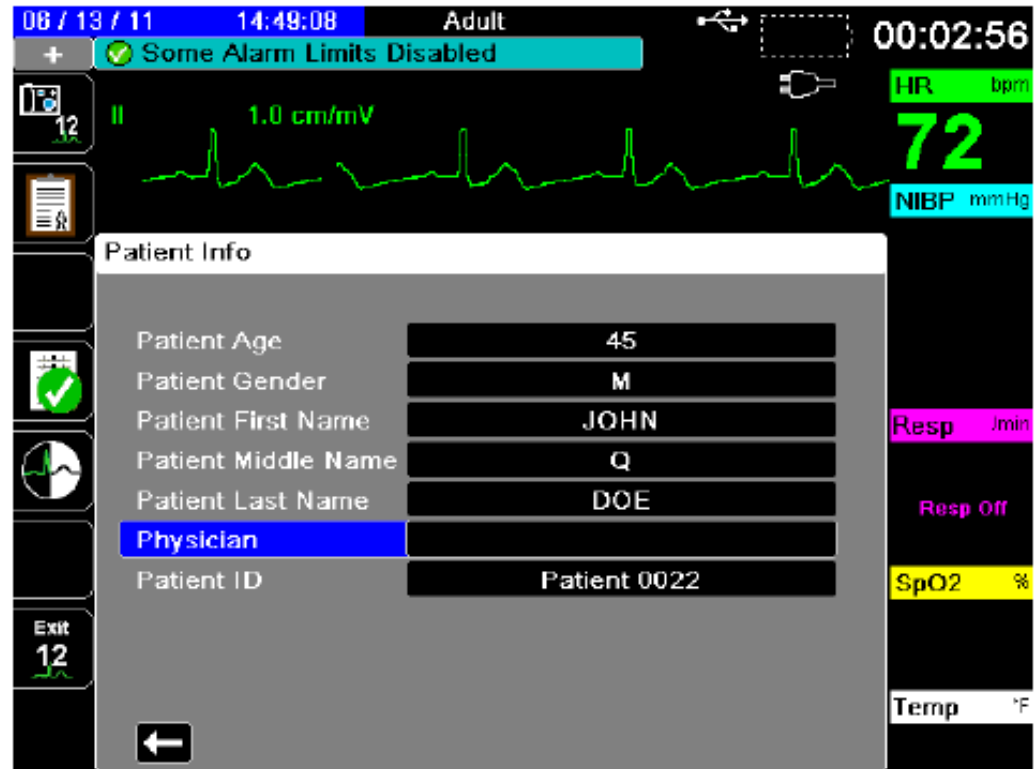 06 / 13 / 11 14:49:08 Adult
00:02:56
+ Some Alarm Limits Disabled
HR bpm
12
II 1.0 cm/mV
72
NIBP mmHg
Patient Info
Patient Age 45
Patient Gender M
Patient First Name JOHN
Resp /min
Patient Middle Name Q
Patient Last Name DOE
Resp Off
Physician
Patient ID Patient 0022
SpO2 %
Exit
12
Temp °F